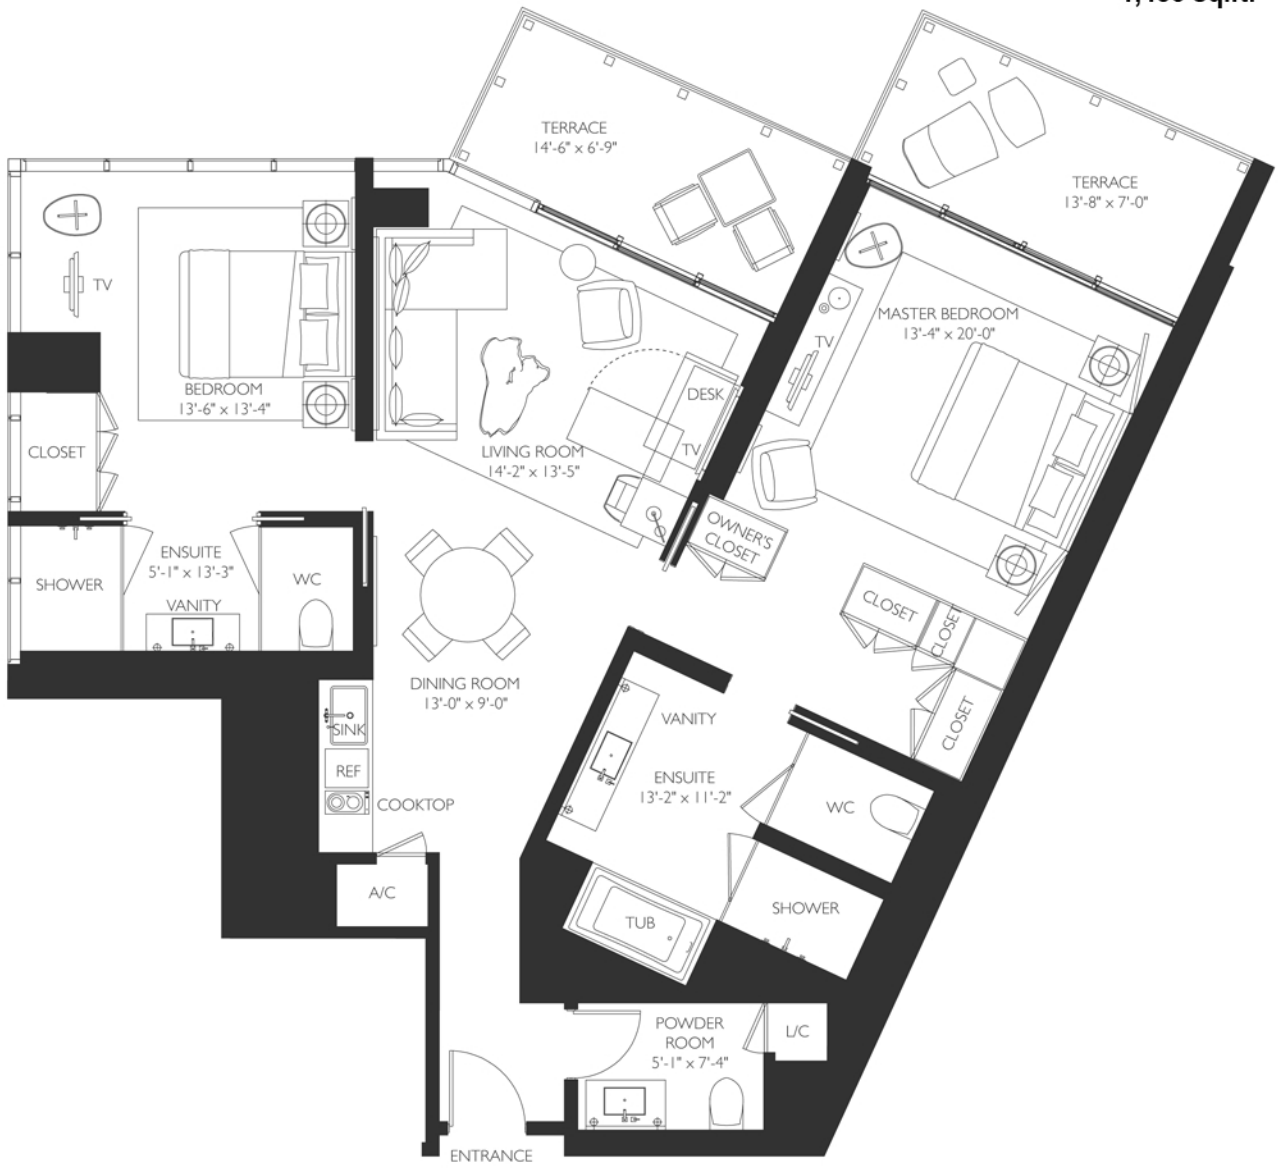 TERRACE
14'-6" x 6'-9"
TERRACE
13'-8" x 7'-0"
TV
MASTER BEDROOM
13'-4" x 20'-0"
TV
BEDROOM
13'-6" x 13'-4"
DESK
CLOSET
LIVING ROOM
14'-2" x 13'-5"
TV
OWNER'S
CLOSET
ENSUITE
5'-1" x 13'-3"
SHOWER
WC
VANITY
CLOSET
CLOSET
CLOSET
DINING ROOM
13'-0" x 9'-0"
VANITY
SINK
REF
COOKTOP
ENSUITE
13'-2" x 11'-2"
WC
A/C
TUB
SHOWER
POWDER
ROOM
5'-1" x 7'-4"
L/C
ENTRANCE